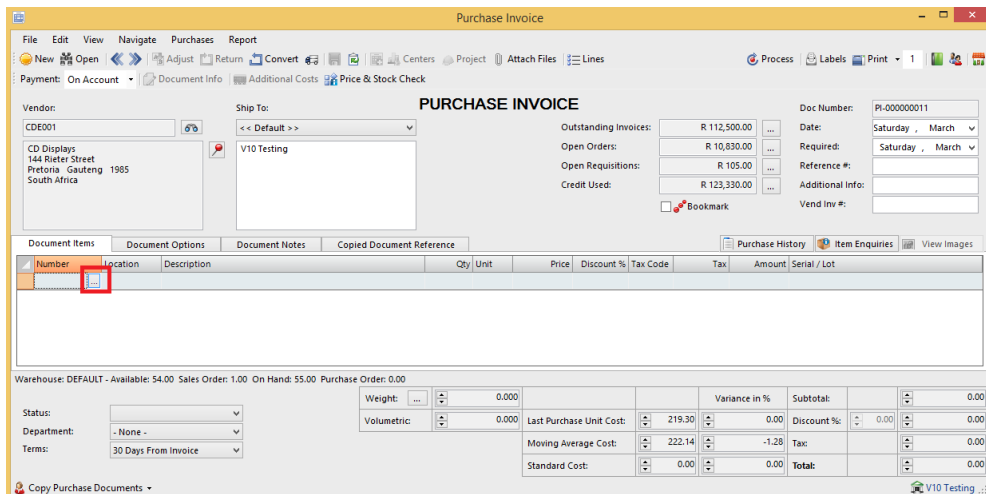 Purchase Invoice
File Edit View Navigate Purchases Report
New Open Adjust Return Convert Centers Project Attach Files Lines Process Labels Print 1
Payment: On Account Document Info Additional Costs Price & Stock Check
PURCHASE INVOICE
Vendor: Ship To: Doc Number: PI-000000011
CDE001 << Default >> Outstanding Invoices: R 112,500.00 ... Date: Saturday , March
CD Displays V10 Testing Open Orders: R 10,830.00 ... Required: Saturday , March
144 Rieter Street
Pretoria Gauteng 1985 Open Requisitions: R 105.00 ... Reference #:
South Africa Credit Used: R 123,330.00 ... Additional Info:
Bookmark Vend Inv #:
Document Items Document Options Document Notes Copied Document Reference Purchase History Item Enquiries View Images
Number Location Description Qty Unit Price Discount % Tax Code Tax Amount Serial / Lot
...
Warehouse: DEFAULT - Available: 54.00 Sales Order: 1.00 On Hand: 55.00 Purchase Order: 0.00
Weight: ... 0.000 Variance in % Subtotal: 0.00
Status: Volumetric: 0.000 Last Purchase Unit Cost: 219.30 0.00 Discount %: 0.00 0.00
Department: - None - Moving Average Cost: 222.14 -1.28 Tax: 0.00
Terms: 30 Days From Invoice Standard Cost: 0.00 0.00 Total: 0.00
Copy Purchase Documents V10 Testing